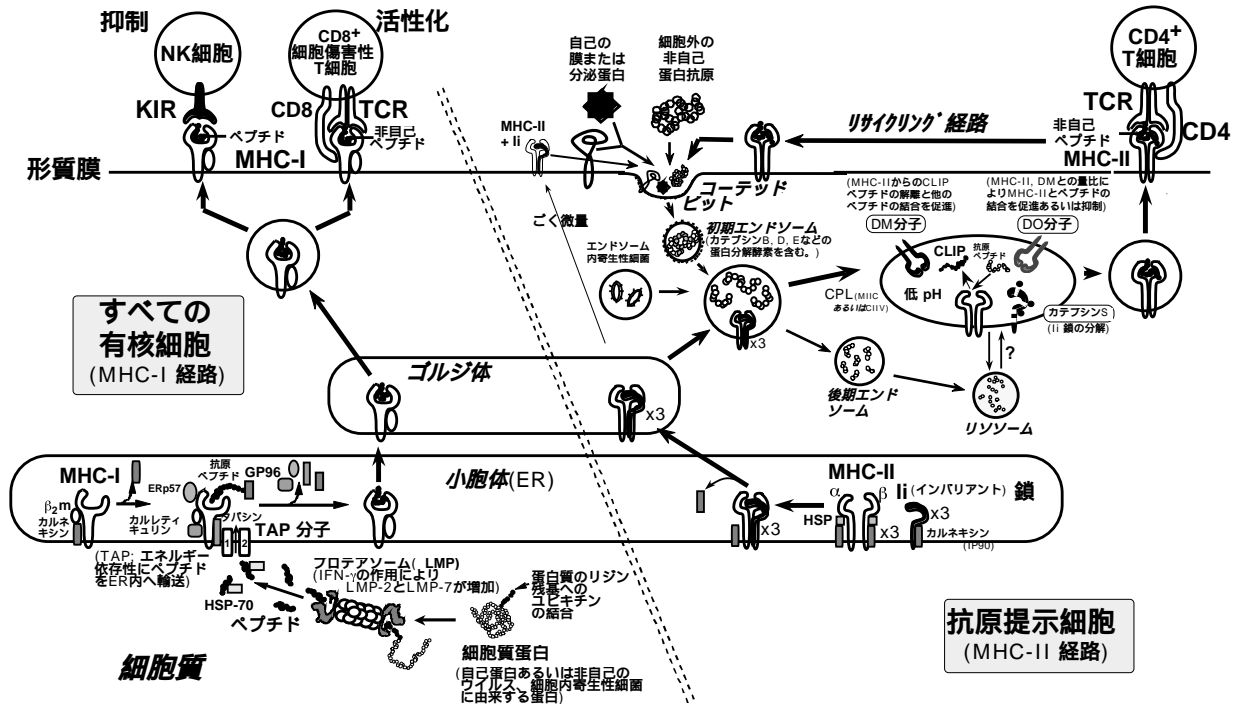 抑制
活性化
NK細胞
CD8⁺
細胞傷害性
T細胞
KIR
CD8
TCR
ペプチド
非自己
ペプチド
MHC-I
形質膜
自己の
膜または
分泌蛋白
細胞外の
非自己
蛋白抗原
MHC-II
+ Ii
リサイクリング経路
CD4⁺
T細胞
TCR
非自己
ペプチド
CD4
MHC-II
コーテッド
ピット
(MHC-IIからのCLIP
ペプチドの解離と他の
ペプチドの結合を促進)
DM分子
(MHC-II, DMとの量比に
よりMHC-IIとペプチドの
結合を促進あるいは抑制)
DO分子
ごく微量
初期エンドソーム
(カテプシンB, D, Eなどの
蛋白分解酵素を含む。)
エンドソーム
内寄生性細菌
CLIP
抗原
ペプチド
低 pH
CPL(MIIC
あるいはCIIV)
カテプシンS
(Ii 鎖の分解)
x3
?
すべての
有核細胞
(MHC-I 経路)
ゴルジ体
x3
後期エンド
ソーム
リソソーム
小胞体(ER)
MHC-I
β₂m
カルネ
キシン
ERp57
抗原
ペプチド
GP96
カルレティ
キュリン
タパシン
TAP 分子
1 2
(TAP: エネルギー
依存性にペプチド
をER内へ輸送)
MHC-II
α
β
Ii (インバリアント) 鎖
HSP
x3
x3
x3
カルネキシン
(IP90)
プロテアソーム( LMP)
(IFN-γの作用により
LMP-2とLMP-7が増加)
HSP-70
ペプチド
蛋白質のリジン
残基への
ユビキチン
の結合
細胞質蛋白
(自己蛋白あるいは非自己の
ウイルス、細胞内寄生性細菌
に由来する蛋白)
細胞質
抗原提示細胞
(MHC-II 経路)